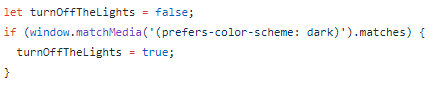 let turnOffTheLights = false;
if (window.matchMedia('(prefers-color-scheme: dark)').matches) {
  turnOffTheLights = true;
}